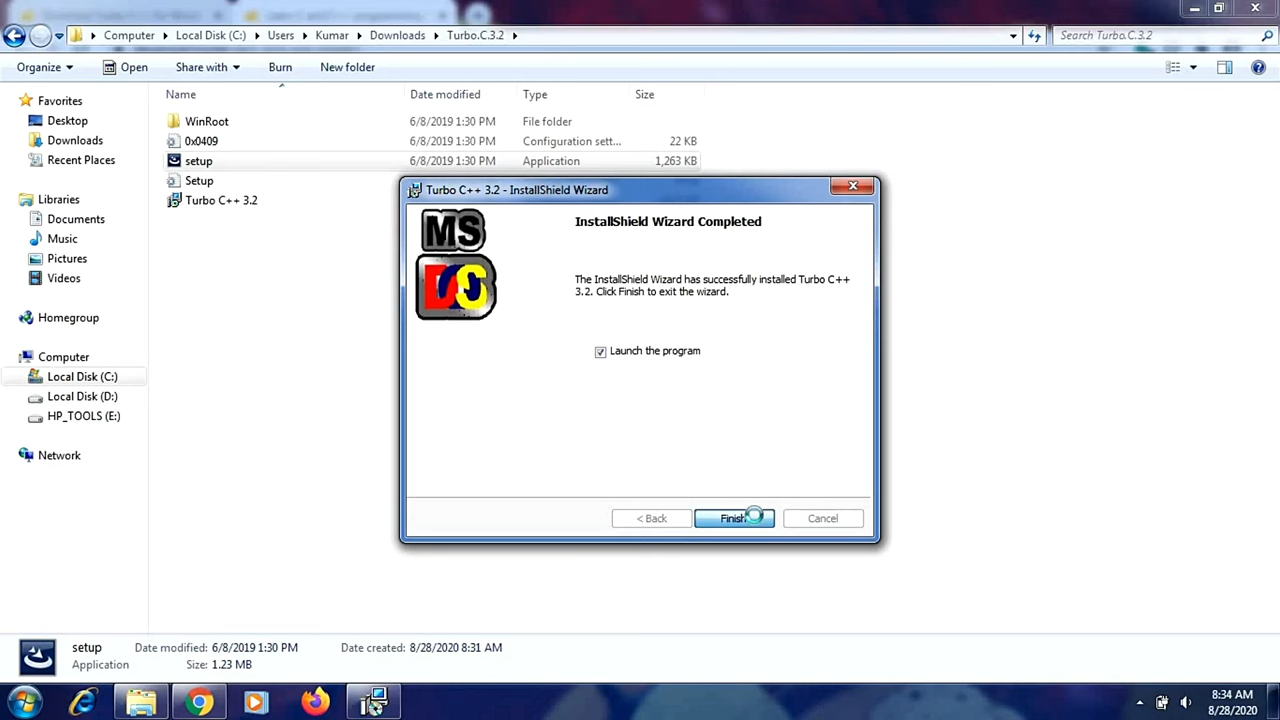 Computer Local Disk (C:) Users Kumar Downloads Turbo.C.3.2
Search Turbo.C.3.2
Organize Open Share with Burn New folder
Favorites
Desktop
Downloads
Recent Places
Libraries
Documents
Music
Pictures
Videos
Homegroup
Computer
Local Disk (C:)
Local Disk (D:)
HP_TOOLS (E:)
Network
Name Date modified Type Size
WinRoot 6/8/2019 1:30 PM File folder
0x0409 6/8/2019 1:30 PM Configuration sett... 22 KB
setup 6/8/2019 1:30 PM Application 1,263 KB
Setup
Turbo C++ 3.2
Turbo C++ 3.2 - InstallShield Wizard
MS
DOS
InstallShield Wizard Completed
The InstallShield Wizard has successfully installed Turbo C++
3.2. Click Finish to exit the wizard.
Launch the program
< Back Finish Cancel
setup Date modified: 6/8/2019 1:30 PM Date created: 8/28/2020 8:31 AM
Application Size: 1.23 MB
8:34 AM
8/28/2020